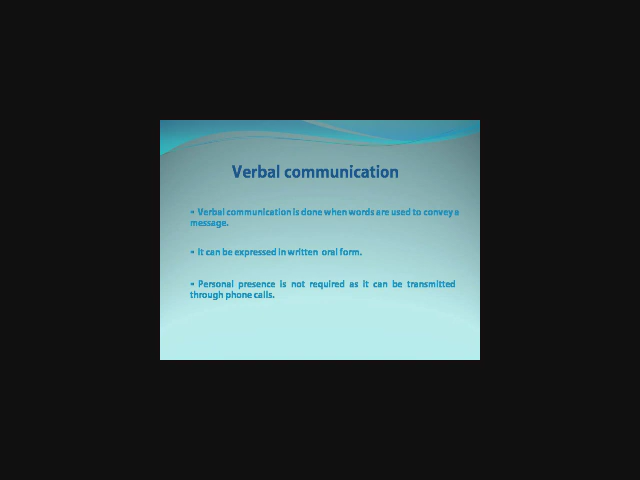 Verbal communication
- Verbal communication is done when words are used to convey a
message.
- It can be expressed in written oral form.
- Personal presence is not required as it can be transmitted
through phone calls.